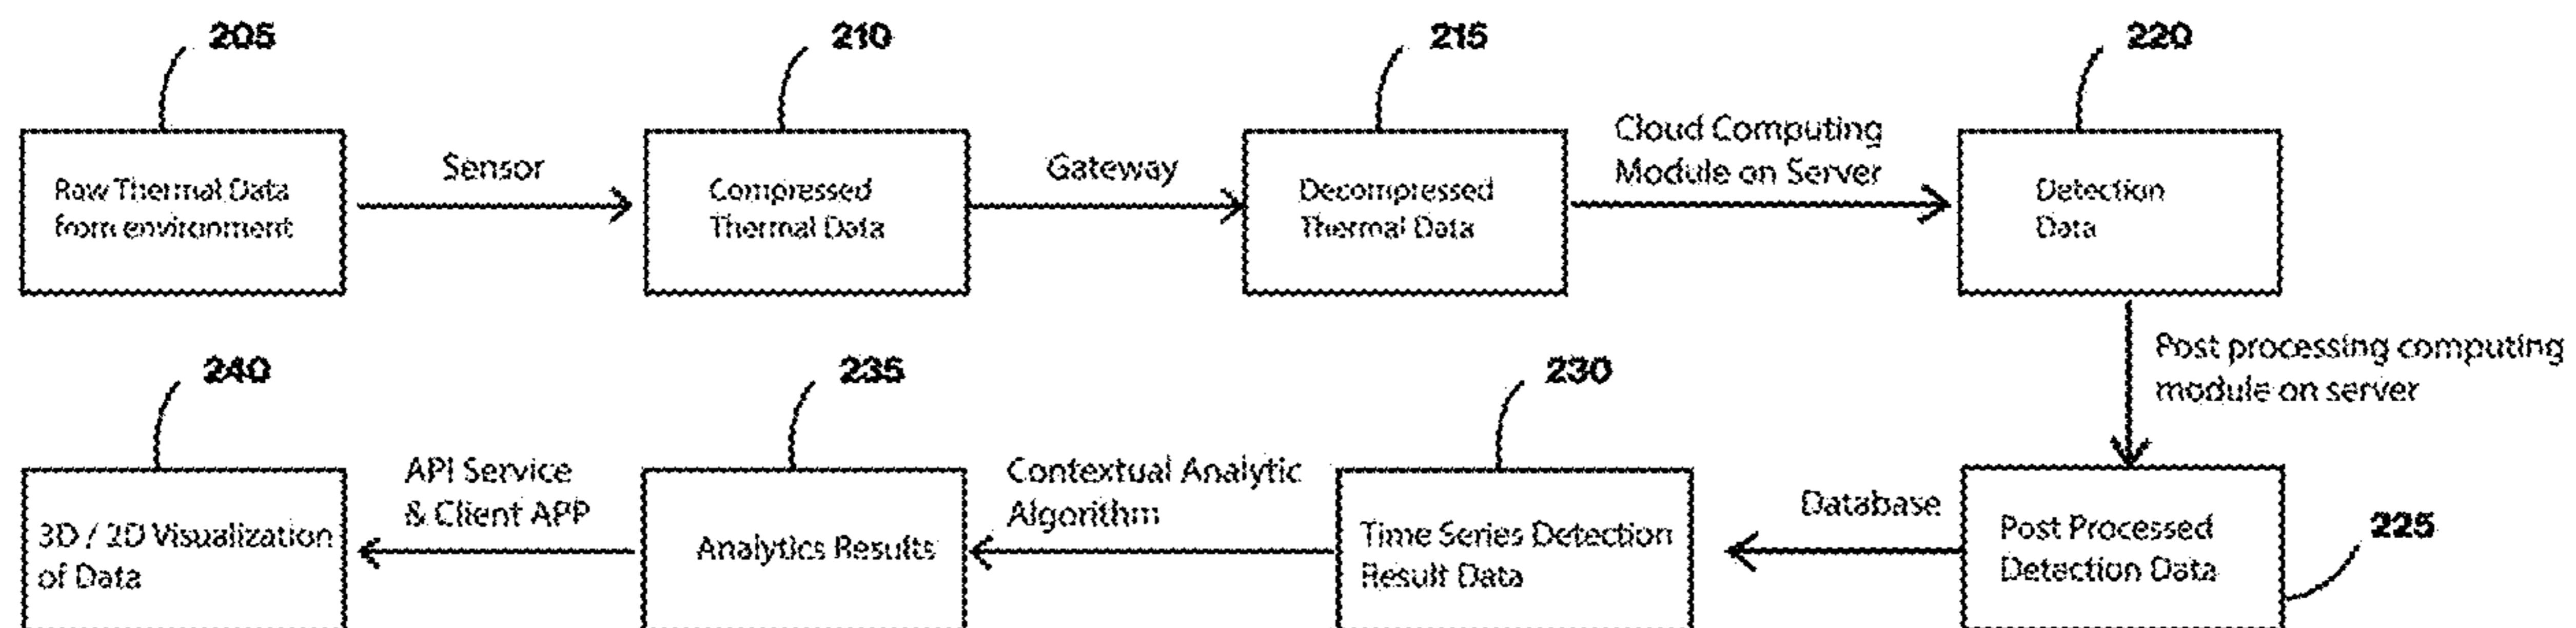 205
210
215
220
Raw Thermal Data
from environment
Sensor
Compressed
Thermal Data
Gateway
Decompressed
Thermal Data
Cloud Computing
Module on Server
Detection
Data
Post processing computing
module on server
240
235
230
225
3D / 2D Visualization
of Data
API Service
& Client APP
Analytics Results
Contextual Analytic
Algorithm
Time Series Detection
Result Data
Database
Post Processed
Detection Data